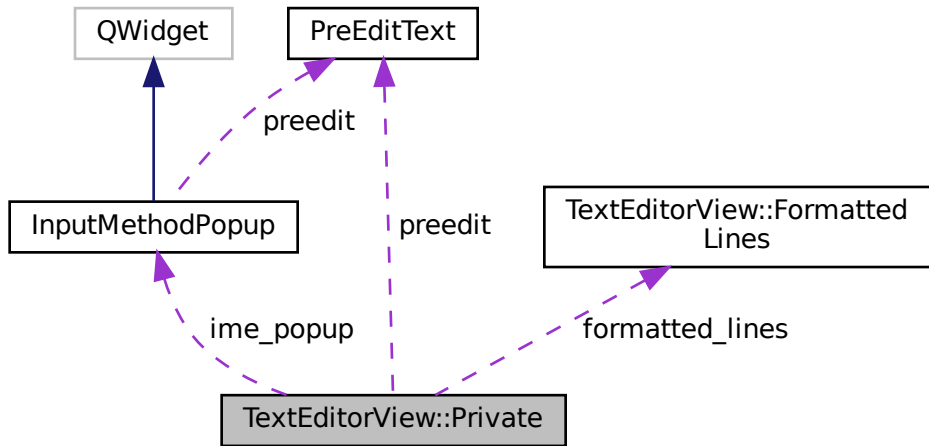 QWidget
PreEditText
preedit
InputMethodPopup
preedit
TextEditorView::Formatted
Lines
ime_popup
formatted_lines
TextEditorView::Private